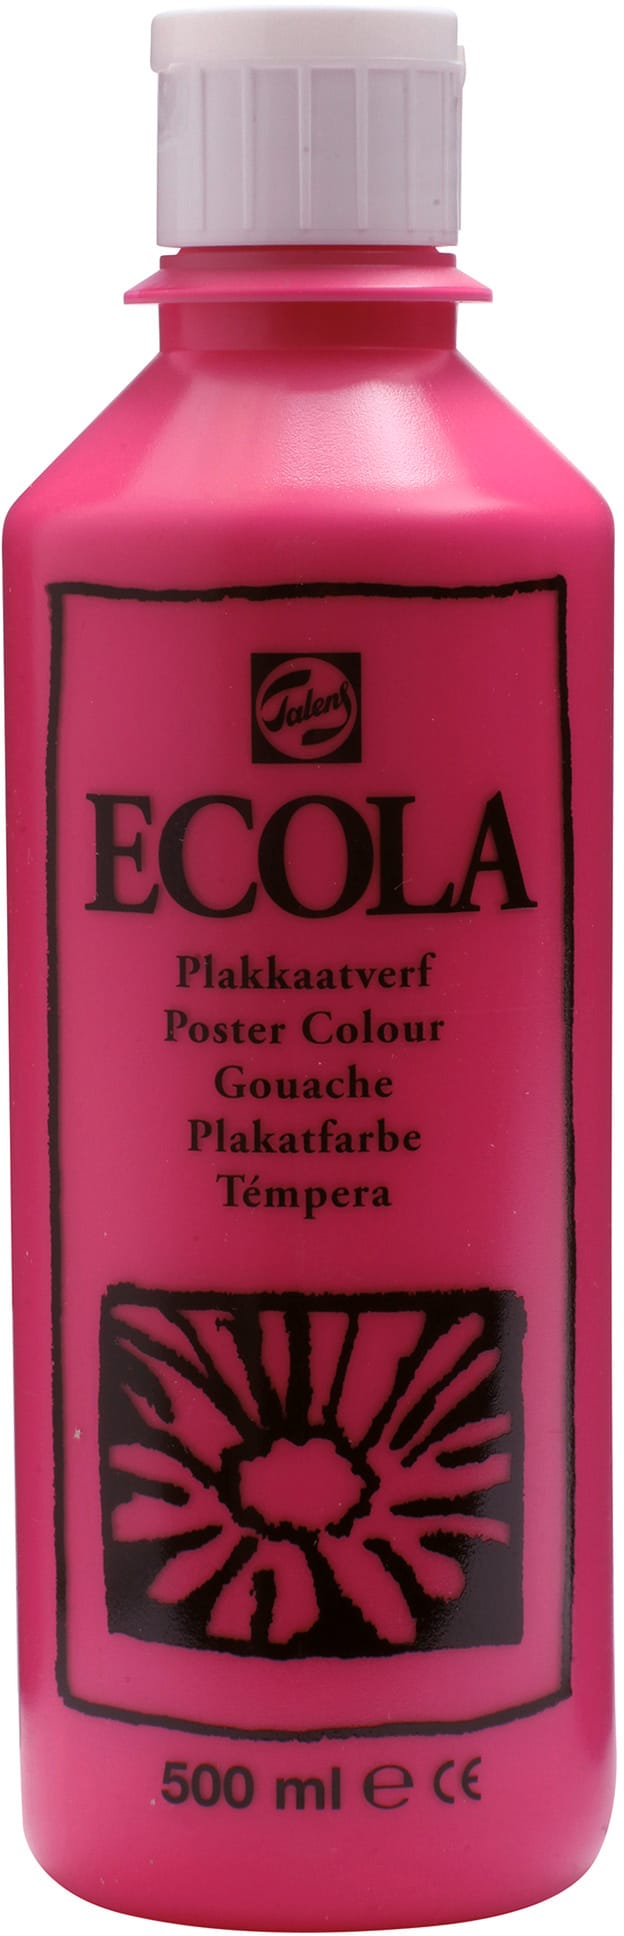 Talens
ECOLA
Plakkaatverf
Poster Colour
Gouache
Plakatfarbe
Témpera
500 ml ℮ CE